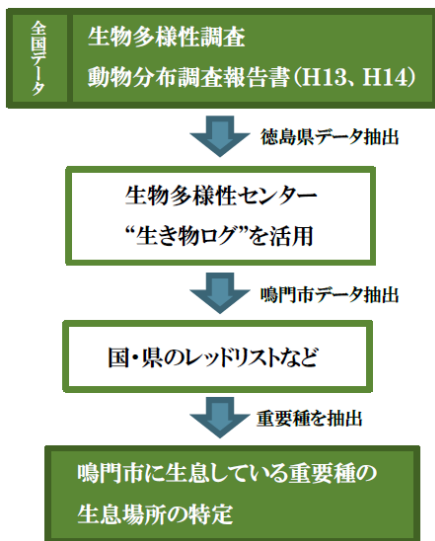 全国データ
生物多様性調査
動物分布調査報告書(H13、H14)
徳島県データ抽出
生物多様性センター
“生き物ログ”を活用
鳴門市データ抽出
国・県のレッドリストなど
重要種を抽出
鳴門市に生息している重要種の
生息場所の特定